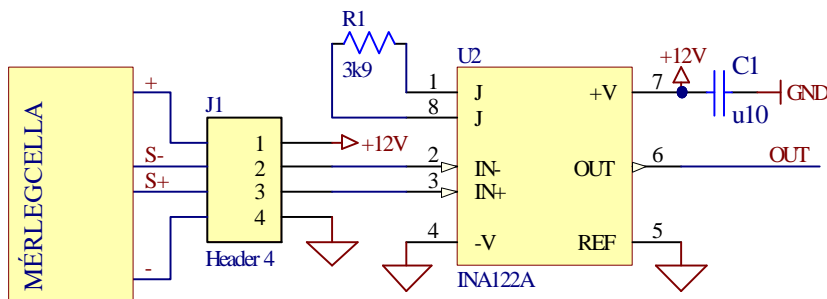 MÉRLEGCELLA
+
S-
S+
-
J1
1
2
3
4
Header 4
+12V
R1
3k9
U2
1
8
2
3
4
J
J
IN-
IN+
-V
+V
OUT
REF
7
6
5
INA122A
+12V
C1
u10
GND
OUT